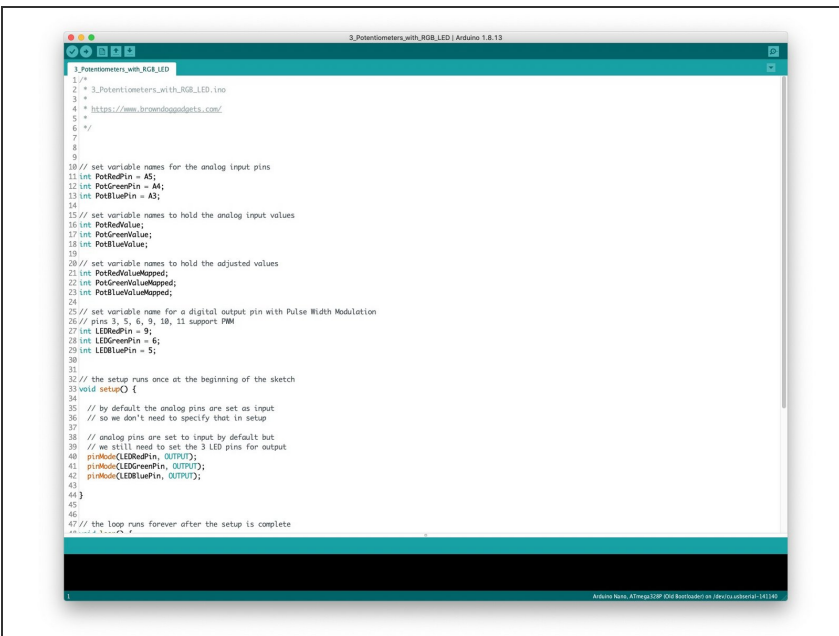 3_Potentiometers_with_RGB_LED | Arduino 1.8.13
3_Potentiometers_with_RGB_LED
1 /*
2  * 3_Potentiometers_with_RGB_LED.ino
3  *
4  * https://www.browndoggadgets.com/
5  *
6  */
7
8
9
10 // set variable names for the analog input pins
11 int PotRedPin = A5;
12 int PotGreenPin = A4;
13 int PotBluePin = A3;
14
15 // set variable names to hold the analog input values
16 int PotRedValue;
17 int PotGreenValue;
18 int PotBlueValue;
19
20 // set variable names to hold the adjusted values
21 int PotRedValueMapped;
22 int PotGreenValueMapped;
23 int PotBlueValueMapped;
24
25 // set variable name for a digital output pin with Pulse Width Modulation
26 // pins 3, 5, 6, 9, 10, 11 support PWM
27 int LEDRedPin = 9;
28 int LEDGreenPin = 6;
29 int LEDBluePin = 5;
30
31
32 // the setup runs once at the beginning of the sketch
33 void setup() {
34
35   // by default the analog pins are set as input
36   // so we don't need to specify that in setup
37
38   // analog pins are set to input by default but
39   // we still need to set the 3 LED pins for output
40   pinMode(LEDRedPin, OUTPUT);
41   pinMode(LEDGreenPin, OUTPUT);
42   pinMode(LEDBluePin, OUTPUT);
43
44 }
45
46
47 // the loop runs forever after the setup is complete
1
Arduino Nano, ATmega328P (Old Bootloader) on /dev/cu.usbserial-141140